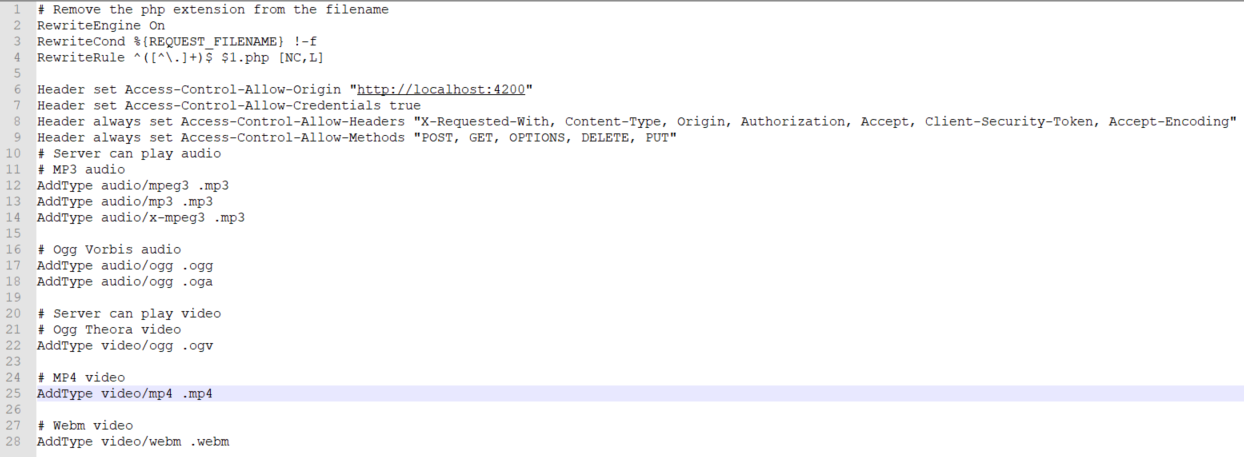 1 # Remove the php extension from the filename
2 RewriteEngine On
3 RewriteCond %{REQUEST_FILENAME} !-f
4 RewriteRule ^([^\.]+)$ $1.php [NC,L]
5
6 Header set Access-Control-Allow-Origin "http://localhost:4200"
7 Header set Access-Control-Allow-Credentials true
8 Header always set Access-Control-Allow-Headers "X-Requested-With, Content-Type, Origin, Authorization, Accept, Client-Security-Token, Accept-Encoding"
9 Header always set Access-Control-Allow-Methods "POST, GET, OPTIONS, DELETE, PUT"
10 # Server can play audio
11 # MP3 audio
12 AddType audio/mpeg3 .mp3
13 AddType audio/mp3 .mp3
14 AddType audio/x-mpeg3 .mp3
15
16 # Ogg Vorbis audio
17 AddType audio/ogg .ogg
18 AddType audio/ogg .oga
19
20 # Server can play video
21 # Ogg Theora video
22 AddType video/ogg .ogv
23
24 # MP4 video
25 AddType video/mp4 .mp4
26
27 # Webm video
28 AddType video/webm .webm